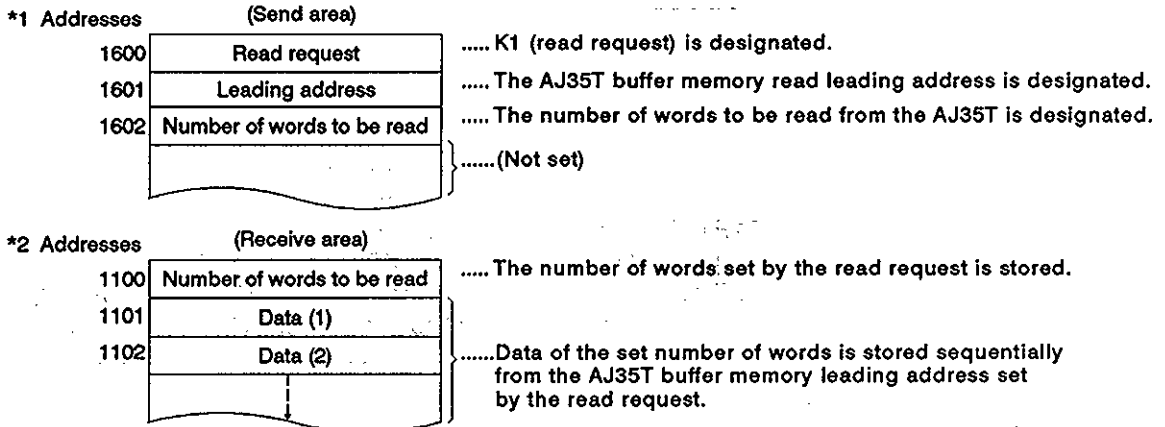 *1 Addresses (Send area)
1600 Read request ..... K1 (read request) is designated.
1601 Leading address ..... The AJ35T buffer memory read leading address is designated.
1602 Number of words to be read ..... The number of words to be read from the AJ35T is designated.
......(Not set)
*2 Addresses (Receive area)
1100 Number of words to be read ..... The number of words set by the read request is stored.
1101 Data (1)
1102 Data (2) ......Data of the set number of words is stored sequentially
from the AJ35T buffer memory leading address set
by the read request.